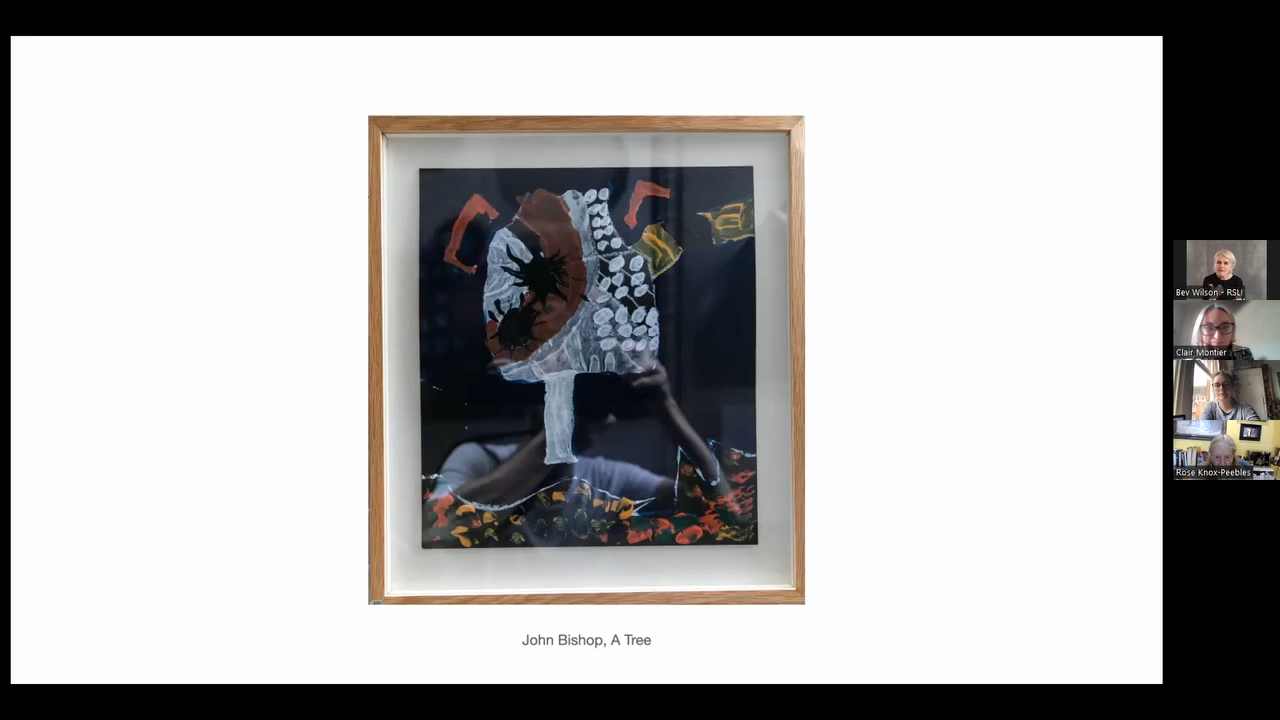 John Bishop, A Tree
Bev Wilson - RSLI
Clair Montier
Rose Knox-Peebles